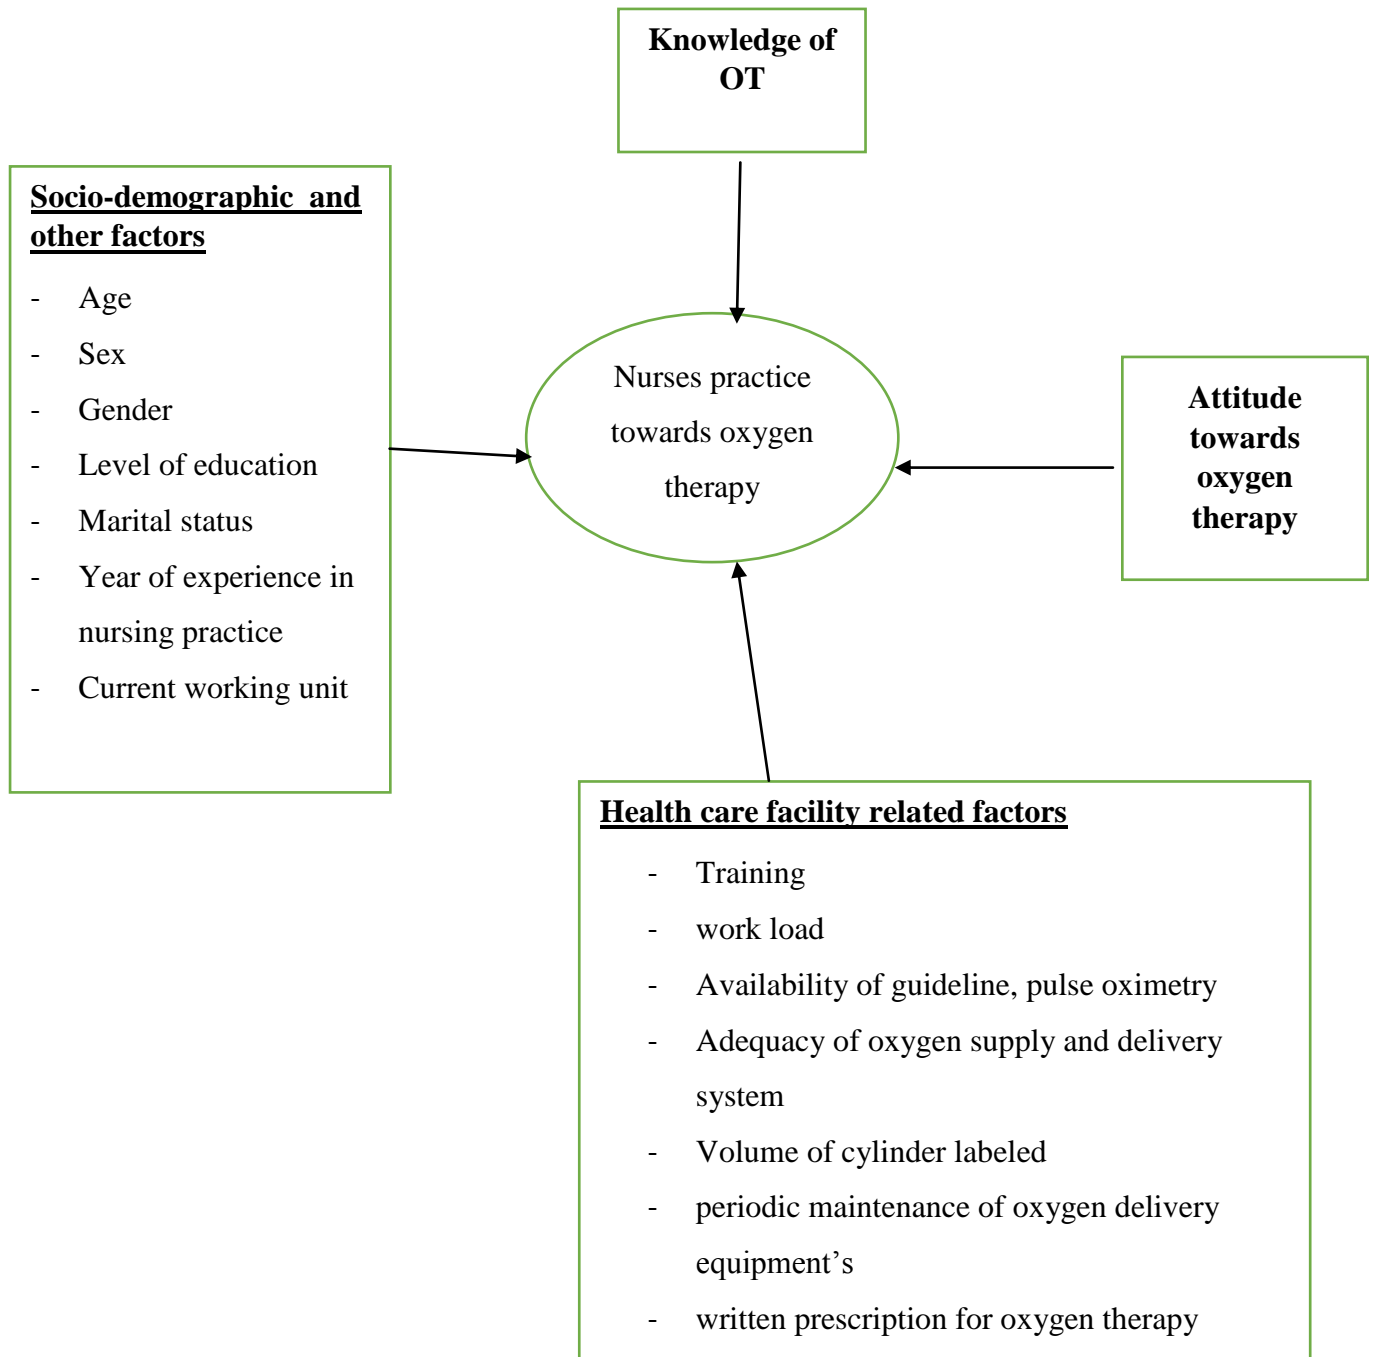 Knowledge of
OT
Socio-demographic and
other factors
- Age
- Sex
- Gender
- Level of education
- Marital status
- Year of experience in
nursing practice
- Current working unit
Nurses practice
towards oxygen
therapy
Attitude
towards
oxygen
therapy
Health care facility related factors
- Training
- work load
- Availability of guideline, pulse oximetry
- Adequacy of oxygen supply and delivery
system
- Volume of cylinder labeled
- periodic maintenance of oxygen delivery
equipment’s
- written prescription for oxygen therapy